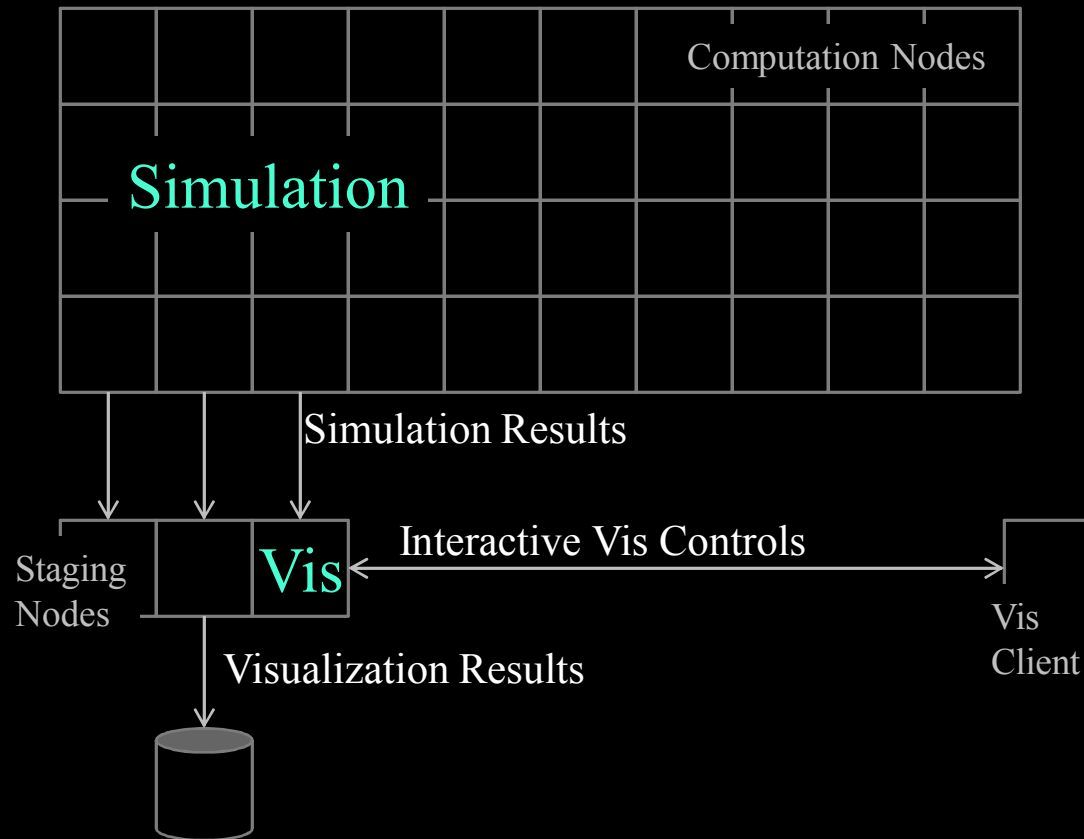 Computation Nodes
Simulation
Simulation Results
Interactive Vis Controls
Vis
Staging
Nodes
Vis
Client
Visualization Results